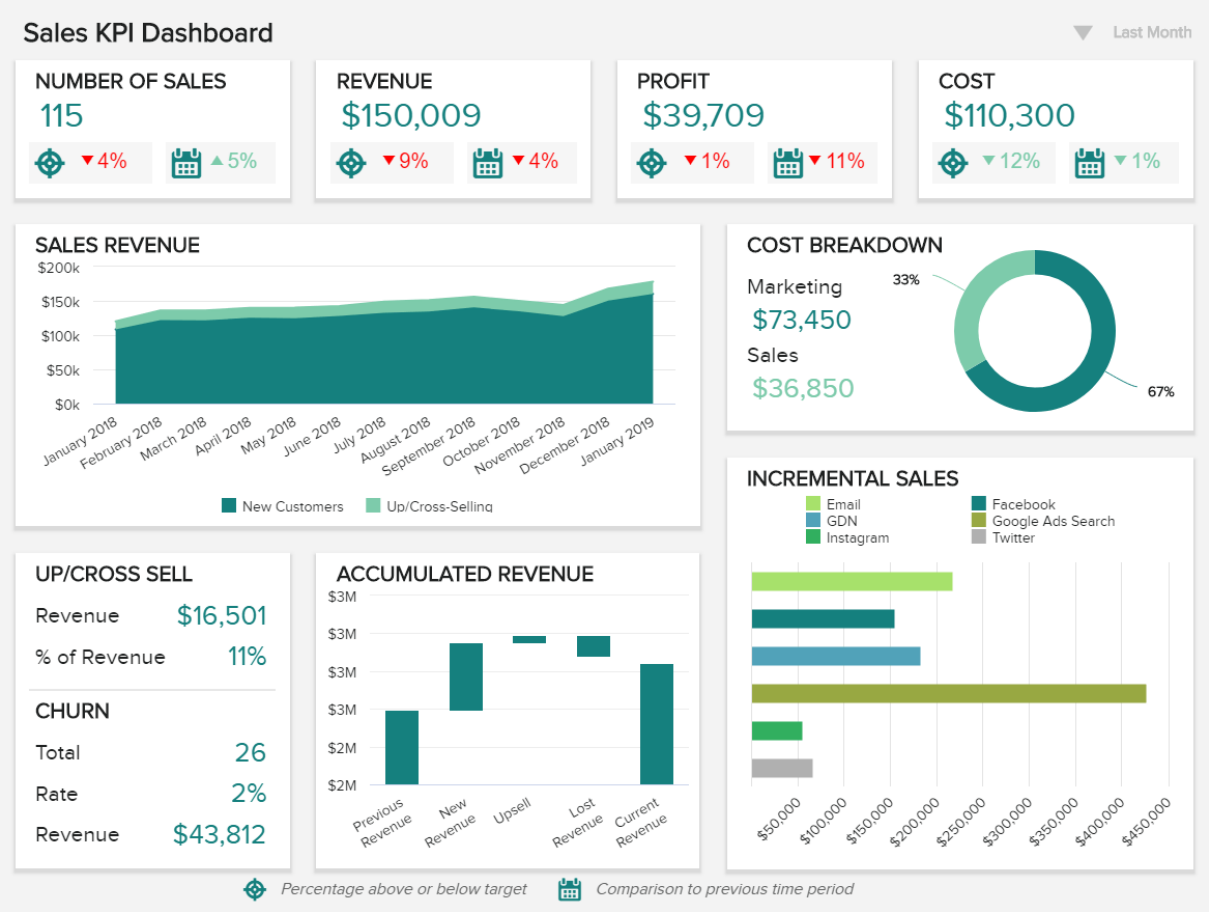 Sales KPI Dashboard
Last Month
NUMBER OF SALES
115
4%
5%
REVENUE
$150,009
9%
4%
PROFIT
$39,709
1%
11%
COST
$110,300
12%
1%
SALES REVENUE
$200k
$150k
$100k
$50k
$0k
January 2018
February 2018
March 2018
April 2018
May 2018
June 2018
July 2018
August 2018
September 2018
October 2018
November 2018
December 2018
January 2019
New Customers
Up/Cross-Selling
COST BREAKDOWN
Marketing
$73,450
Sales
$36,850
33%
67%
INCREMENTAL SALES
Email
Facebook
GDN
Google Ads Search
Instagram
Twitter
$50,000
$100,000
$150,000
$200,000
$250,000
$300,000
$350,000
$400,000
$450,000
UP/CROSS SELL
Revenue $16,501
% of Revenue 11%
CHURN
Total 26
Rate 2%
Revenue $43,812
ACCUMULATED REVENUE
$3M
$3M
$3M
$3M
$2M
$2M
Previous
Revenue
New
Revenue
Upsell
Lost
Revenue
Current
Revenue
Percentage above or below target
Comparison to previous time period